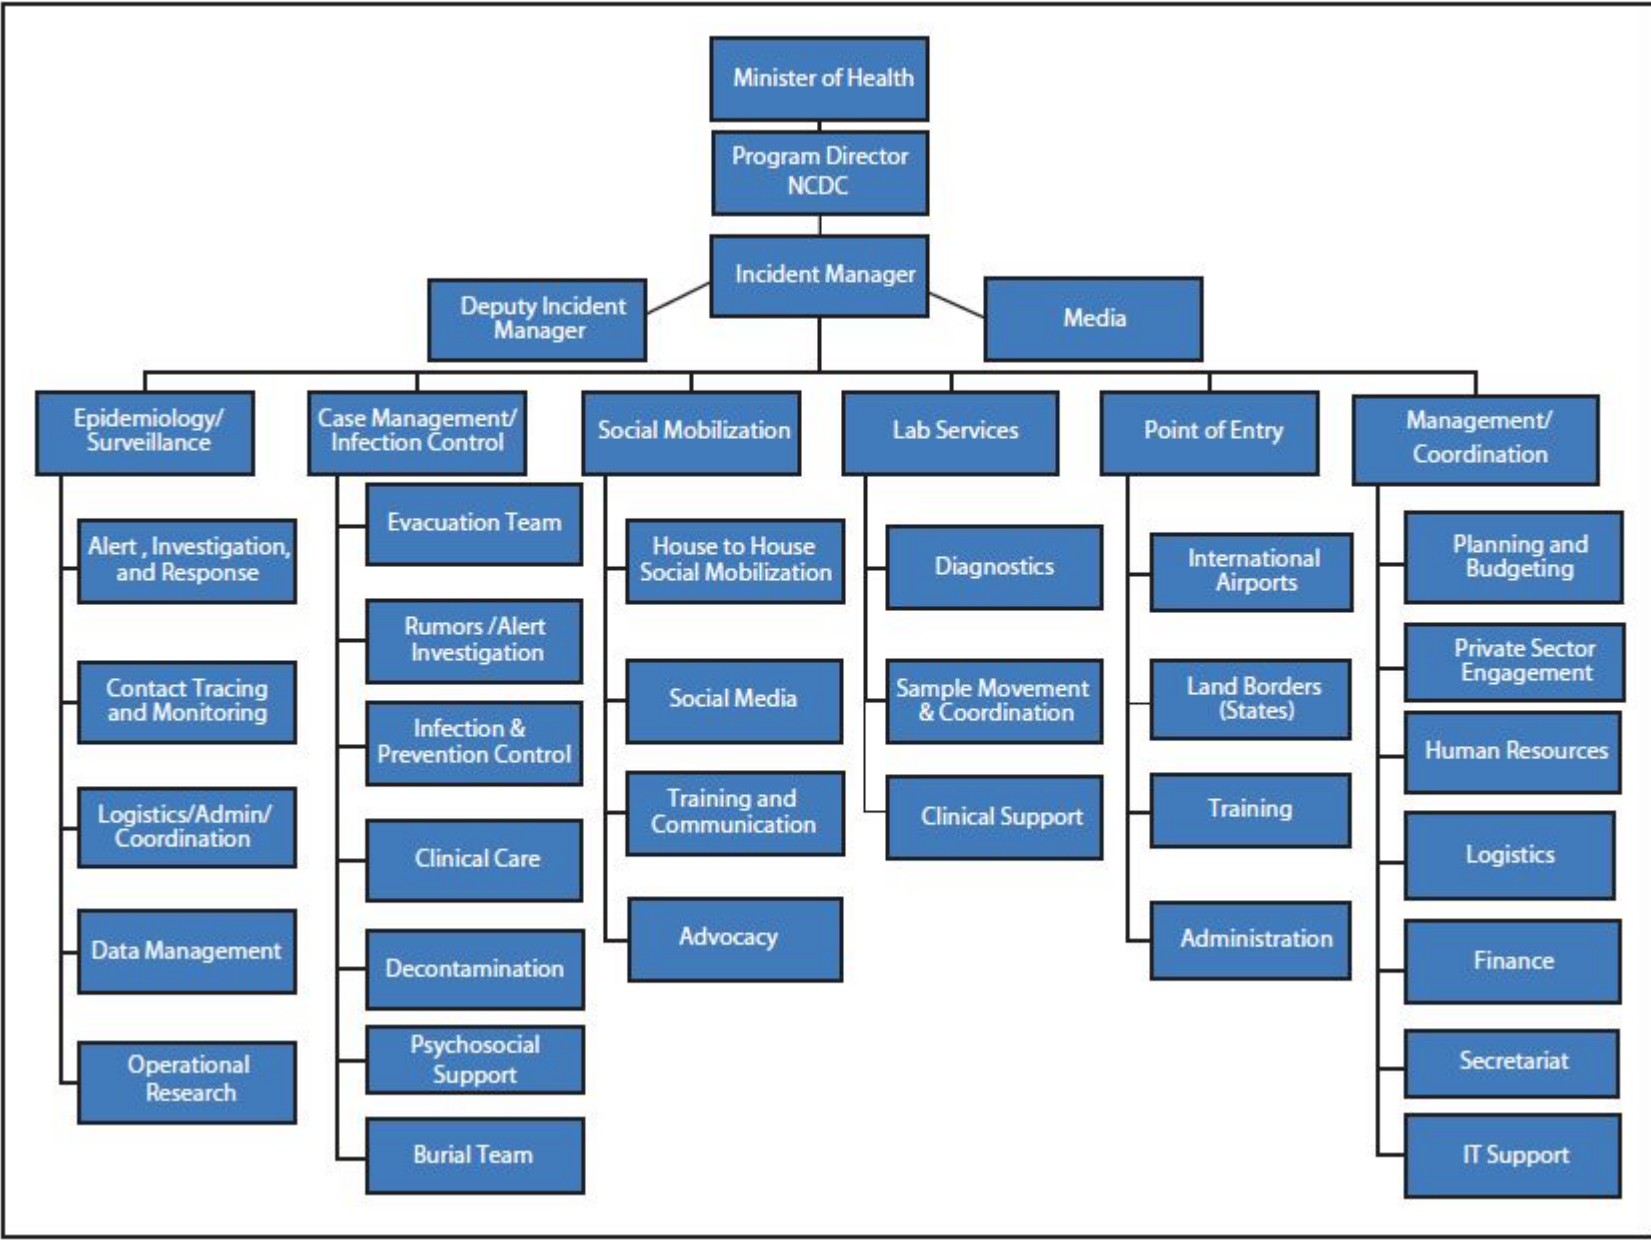 Minister of Health
Program Director
NCDC
Incident Manager
Deputy Incident
Manager
Media
Epidemiology/
Surveillance
Case Management/
Infection Control
Social Mobilization
Lab Services
Point of Entry
Management/
Coordination
Alert , Investigation,
and Response
Contact Tracing
and Monitoring
Logistics/Admin/
Coordination
Data Management
Operational
Research
Evacuation Team
Rumors /Alert
Investigation
Infection &
Prevention Control
Clinical Care
Decontamination
Psychosocial
Support
Burial Team
House to House
Social Mobilization
Social Media
Training and
Communication
Advocacy
Diagnostics
Sample Movement
& Coordination
Clinical Support
International
Airports
Land Borders
(States)
Training
Administration
Planning and
Budgeting
Private Sector
Engagement
Human Resources
Logistics
Finance
Secretariat
IT Support